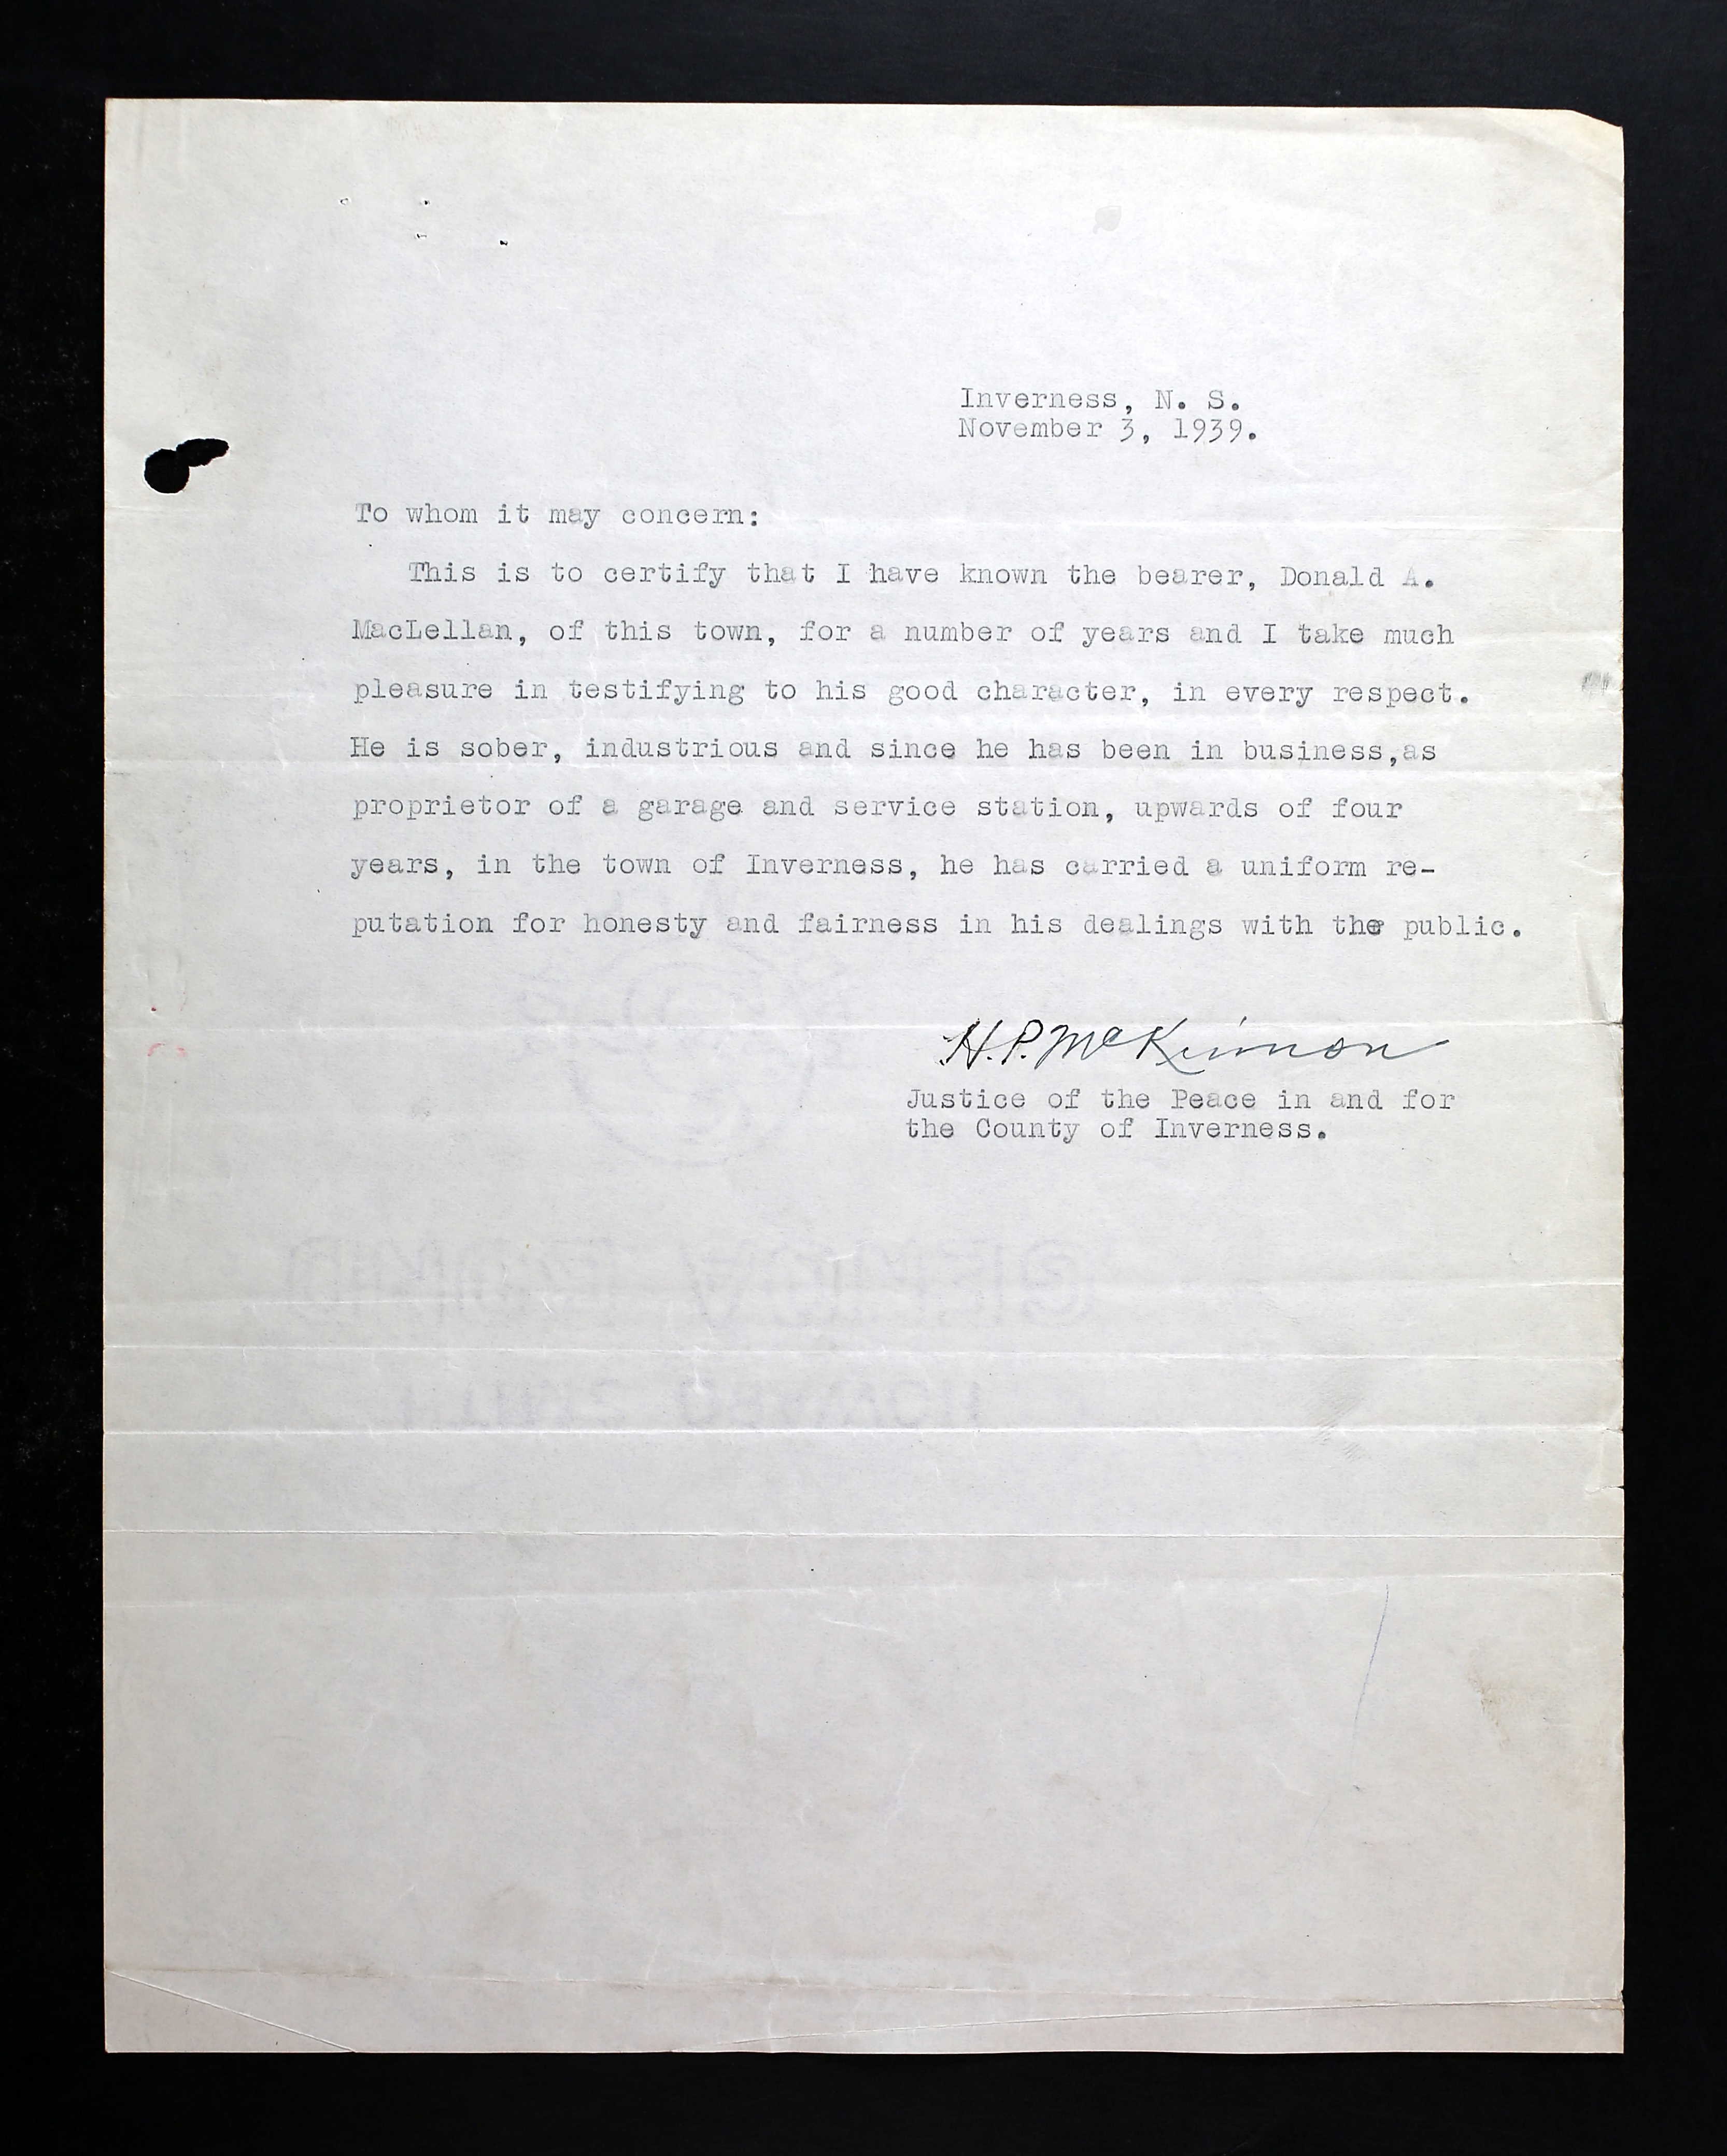 Inverness, N. S.
November 3, 1939.
To whom it may concern:
This is to certify that I have known the bearer, Donald A.
MacLellan, of this town, for a number of years and I take much
pleasure in testifying to his good character, in every respect.
He is sober, industrious and since he has been in business,as
proprietor of a garage and service station, upwards of four
years, in the town of Inverness, he has carried a uniform re-
putation for honesty and fairness in his dealings with the public.
H.P. McKinnon
Justice of the Peace in and for
the County of Inverness.